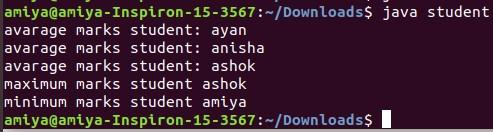 amiya@amiya-Inspiron-15-3567:~/Downloads$ java student
avarage marks student: ayan
avarage marks student: anisha
avarage marks student: ashok
maximum marks student ashok
minimum marks student amiya
amiya@amiya-Inspiron-15-3567:~/Downloads$